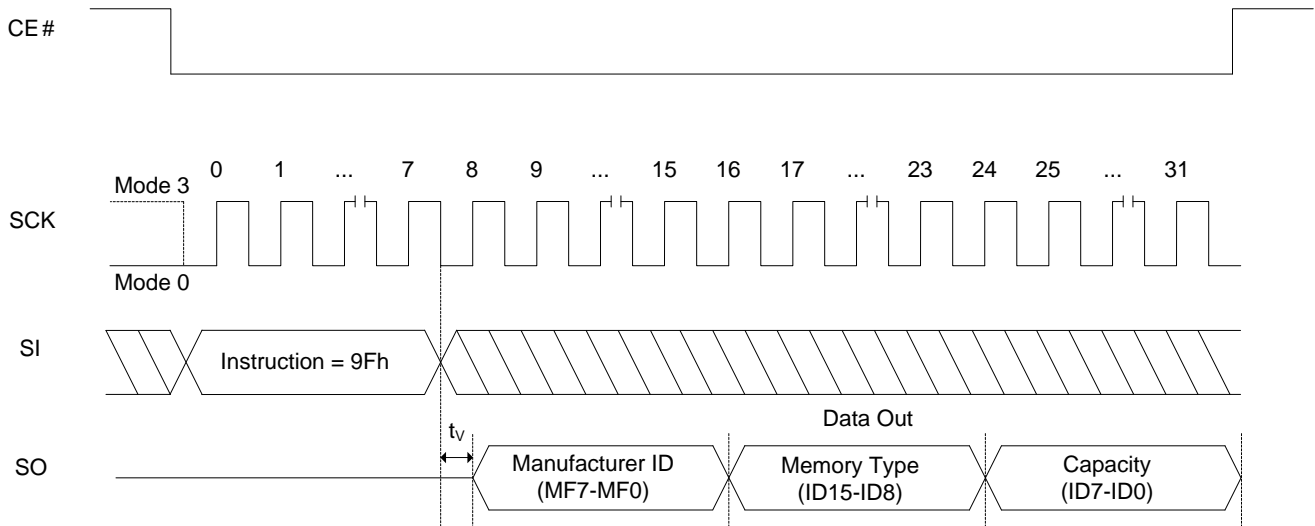 CE#
0 1 ... 7 8 9 ... 15 16 17 ... 23 24 25 ... 31
Mode 3
SCK
Mode 0
SI
Instruction = 9Fh
Data Out
tV
SO
Manufacturer ID
(MF7-MF0)
Memory Type
(ID15-ID8)
Capacity
(ID7-ID0)